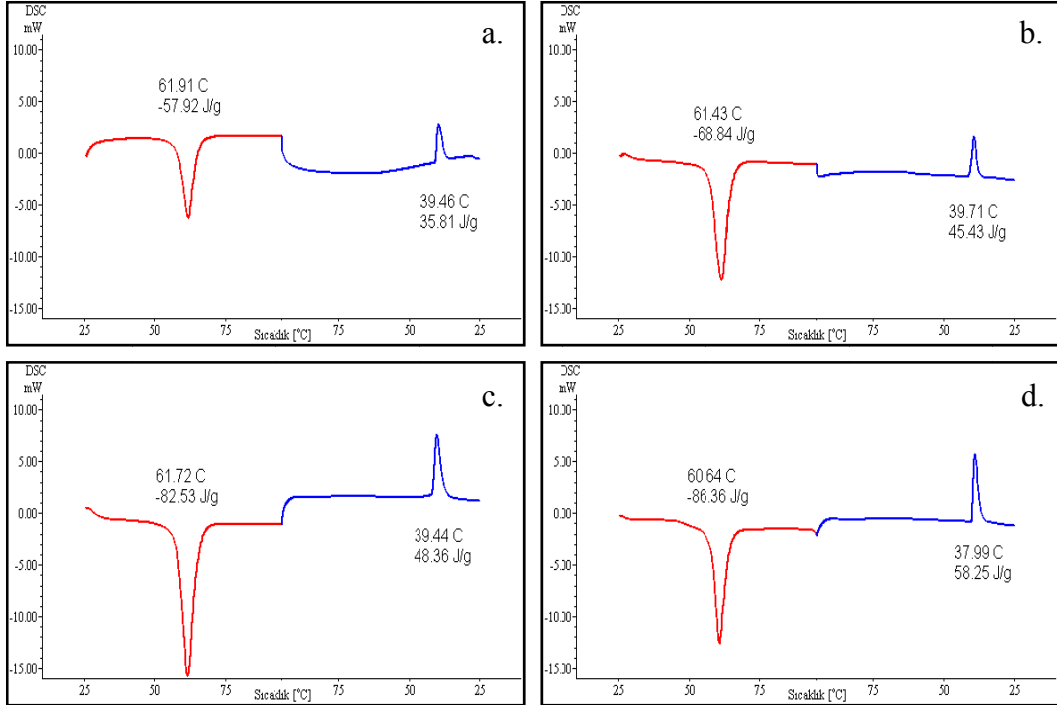 DSC
mW
a.
10.00
61.91 C
-57.92 J/g
5.00
0.00
39.46 C
35.81 J/g
-5.00
-10.00
-15.00
25 50 75 50 25
Sıcaklık [°C]
DSC
mW
b.
10.00
61.43 C
-68.84 J/g
5.00
0.00
39.71 C
45.43 J/g
-5.00
-10.00
-15.00
25 50 75 50 25
Sıcaklık [°C]
DSC
mW
c.
10.00
61.72 C
-82.53 J/g
5.00
0.00
39.44 C
48.36 J/g
-5.00
-10.00
-15.00
25 50 75 50 25
Sıcaklık [°C]
DSC
mW
d.
10.00
60 64 C
-86.36 J/g
5.00
0.00
37.99 C
58.25 J/g
-5.00
-10.00
-15.00
25 50 75 50 25
Sıcaklık [°C]